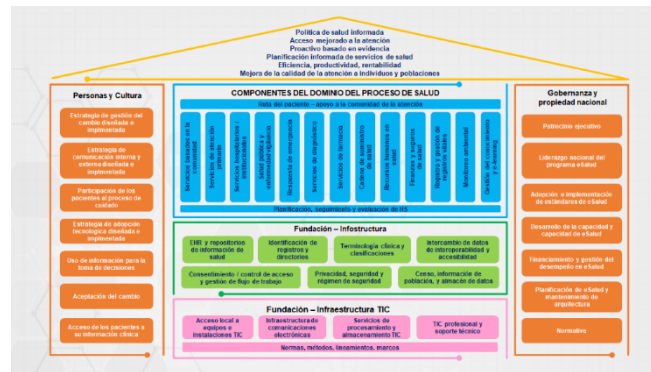 Política de salud informada
Acceso mejorado a la atención
Proactivo basado en evidencia
Planificación informada de servicios de salud
Eficiencia, productividad, rentabilidad
Mejora de la calidad de la atención a individuos y poblaciones
Personas y Cultura
Estrategia de gestión del
cambio diseñada e
implementada
Estrategia de
comunicación interna y
externa diseñada e
implementada
Participación de los
pacientes al proceso de
cuidado
Estrategia de adopción
tecnológica diseñada e
implementada
Uso de información para la
toma de decisiones
Aceptación del cambio
Acceso de los pacientes a
su información clínica
COMPONENTES DEL DOMINIO DEL PROCESO DE SALUD
Ruta del paciente – apoyo a la comunidad de la atención
Servicios basados en la
comunidad
Servicios de atención
primaria
Servicios hospitalarios /
institucionales
Salud pública y
enfermedad/vigilancia
Respuesta de emergencia
Servicios de diagnóstico
Servicios de farmacia
Cadena de suministro
de salud
Recursos humanos en
salud
Finanzas y seguros
de salud
Registro y gestión de
registros vitales
Monitoreo ambiental
Gestión del conocimiento
y e-learning
Planificación, seguimiento y evaluación de HS
Fundación – Infostructura
EHR y repositorios
de información de
salud
Identificación de
registros y
directorios
Terminología clínica y
clasificaciones
Intercambio de datos
de interoperabilidad y
accesibilidad
Consentimiento / control de acceso
y gestión de flujo de trabajo
Privacidad, seguridad y
régimen de seguridad
Censo, información de
población, y almacén de datos
Fundación – Infraestructura TIC
Acceso local a
equipos e
instalaciones TIC
Infraestructura de
comunicaciones
electrónicas
Servicios de
procesamiento y
almacenamiento TIC
TIC profesional y
soporte técnico
Normas, métodos, lineamientos, marcos
Gobernanza y
propiedad nacional
Patrocinio ejecutivo
Liderazgo nacional del
programa eSalud
Adopción e implementación
de estándares de eSalud
Desarrollo de la capacidad y
capacidad de eSalud
Financiamiento y gestión del
desempeño en eSalud
Planificación de eSalud y
mantenimiento de
arquitectura
Normativa